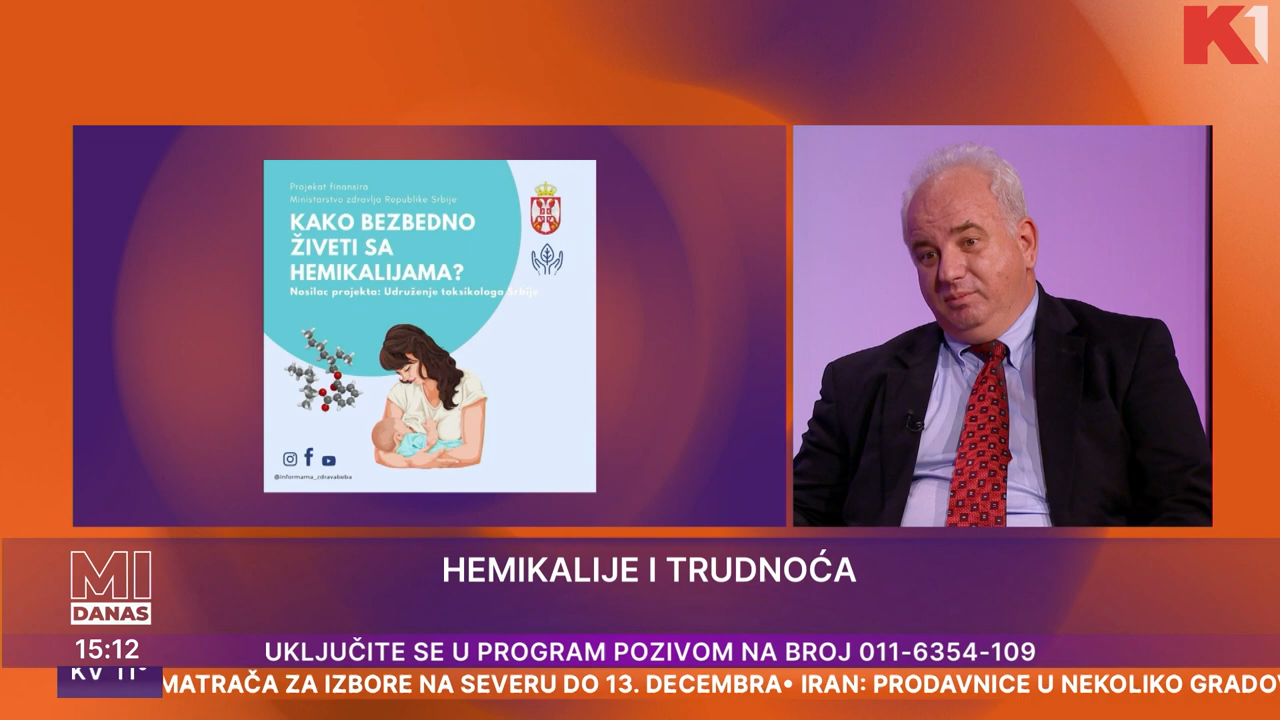 K1
Projekat finansira
Ministarstvo zdravlja Republike Srbije
KAKO BEZBEDNO
ŽIVETI SA
HEMIKALIJAMA?
Nosilac projekta: Udruženje toksikologa Srbije
@informama_zdravabeba
HEMIKALIJE I TRUDNOĆA
MI
DANAS
15:12
UKLJUČITE SE U PROGRAM POZIVOM NA BROJ 011-6354-109
KV 11°
MATRAČA ZA IZBORE NA SEVERU DO 13. DECEMBRA• IRAN: PRODAVNICE U NEKOLIKO GRADOV